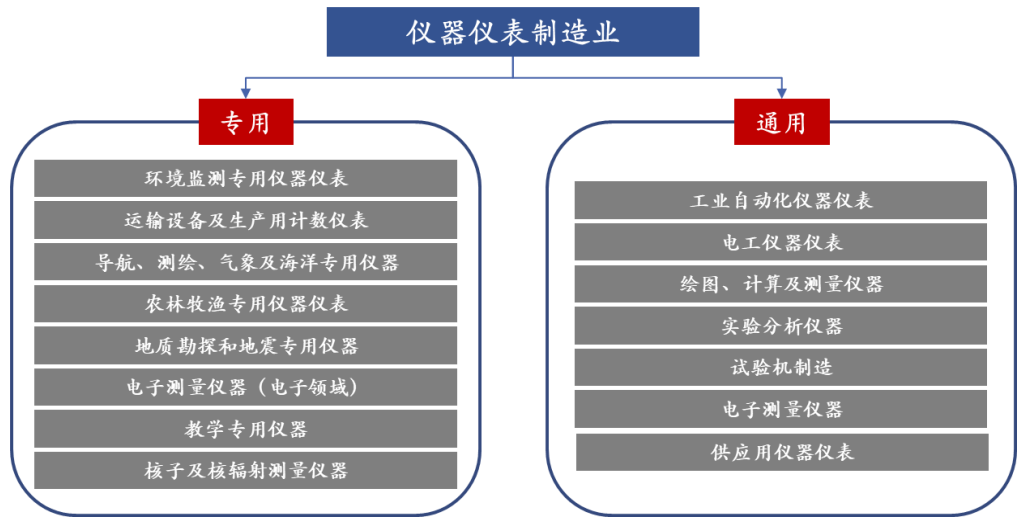 仪器仪表制造业
专用
环境监测专用仪器仪表
运输设备及生产用计数仪表
导航、测绘、气象及海洋专用仪器
农林牧渔专用仪器仪表
地质勘探和地震专用仪器
电子测量仪器（电子领域）
教学专用仪器
核子及核辐射测量仪器
通用
工业自动化仪器仪表
电工仪器仪表
绘图、计算及测量仪器
实验分析仪器
试验机制造
电子测量仪器
供应用仪器仪表